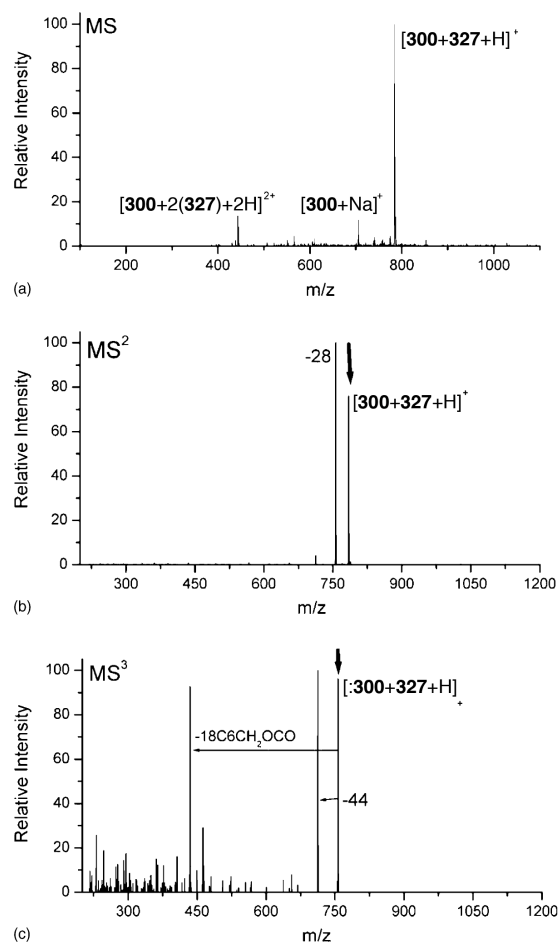 MS
[300+327+H]+
[300+2(327)+2H]2+
[300+Na]+
100
80
60
40
20
0
Relative Intensity
200 400 600 800 1000
m/z
(a)
MS2
-28
[300+327+H]+
100
80
60
40
20
0
Relative Intensity
300 450 600 750 900 1050 1200
m/z
(b)
MS3
[:300+327+H]+
-18C6CH2OCO
-44
100
80
60
40
20
0
Relative Intensity
300 450 600 750 900 1050 1200
m/z
(c)